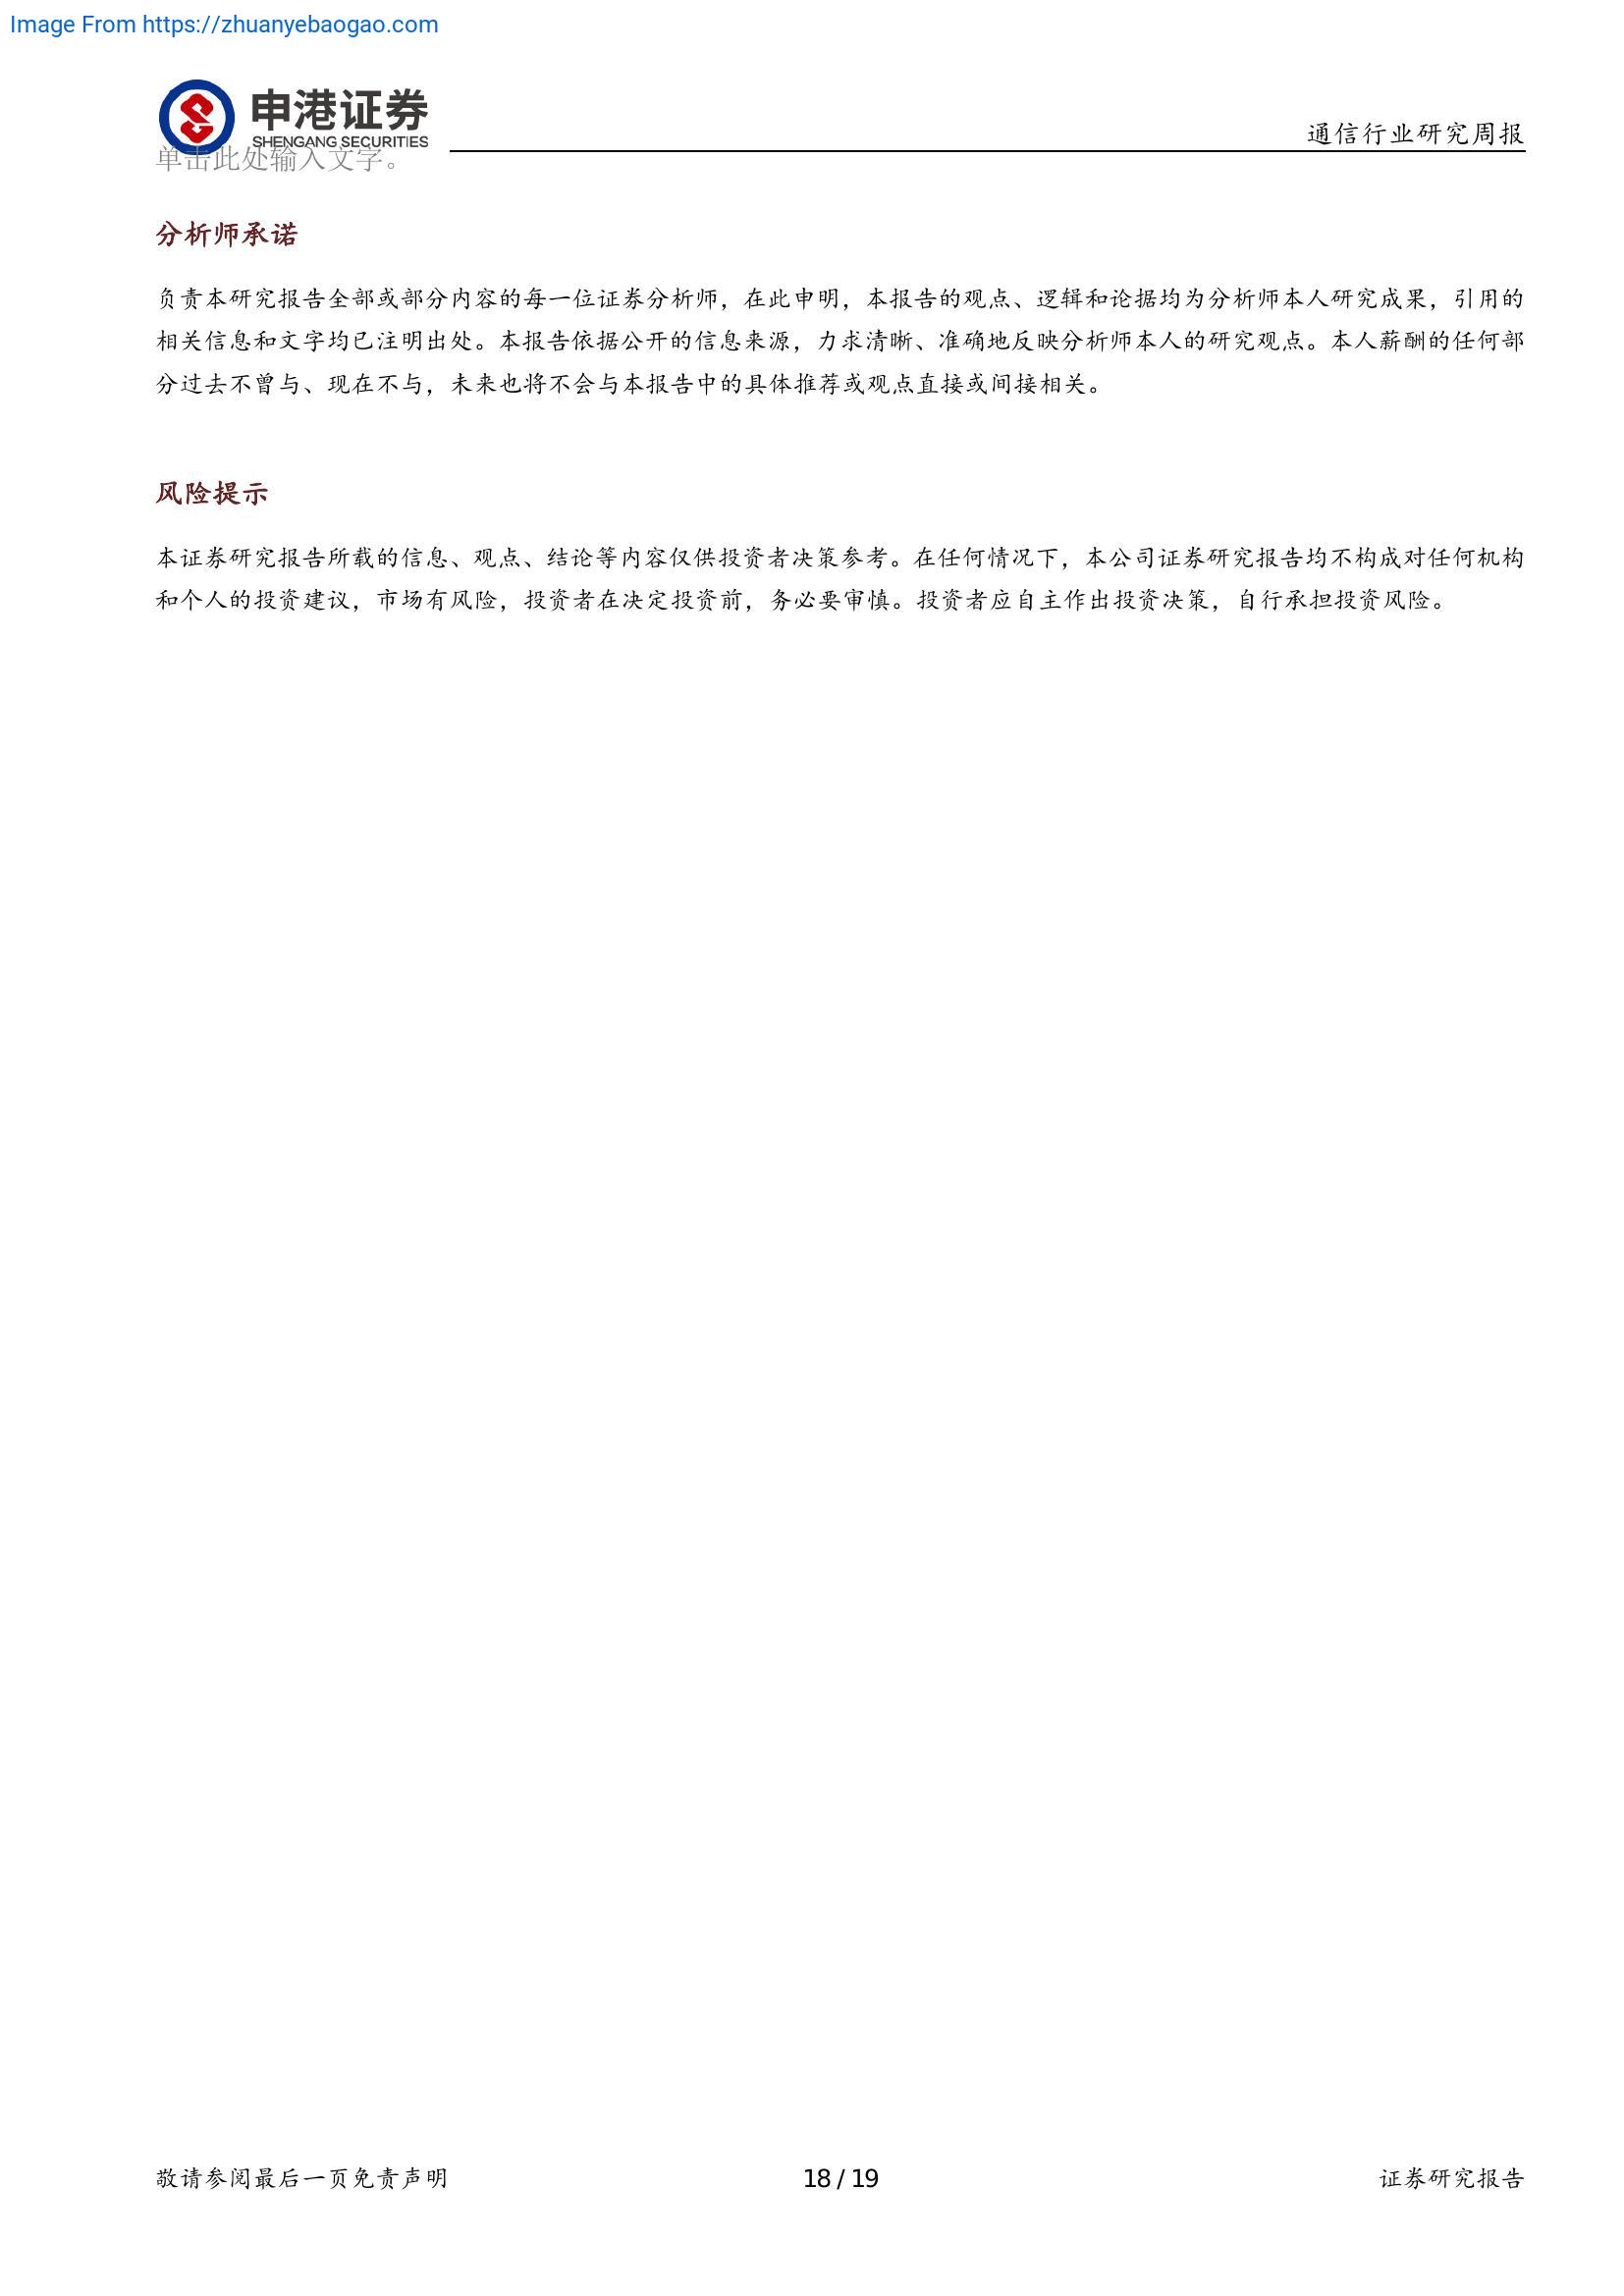 Image From https://zhuanyebaogao.com
申港证券
SHENGANG SECURITIES
单击此处输入文字。
通信行业研究周报
分析师承诺
负责本研究报告全部或部分内容的每一位证券分析师，在此申明，本报告的观点、逻辑和论据均为分析师本人研究成果，引用的
相关信息和文字均已注明出处。本报告依据公开的信息来源，力求清晰、准确地反映分析师本人的研究观点。本人薪酬的任何部
分过去不曾与、现在不与，未来也将不会与本报告中的具体推荐或观点直接或间接相关。
风险提示
本证券研究报告所载的信息、观点、结论等内容仅供投资者决策参考。在任何情况下，本公司证券研究报告均不构成对任何机构
和个人的投资建议，市场有风险，投资者在决定投资前，务必要审慎。投资者应自主作出投资决策，自行承担投资风险。
敬请参阅最后一页免责声明
18 / 19
证券研究报告